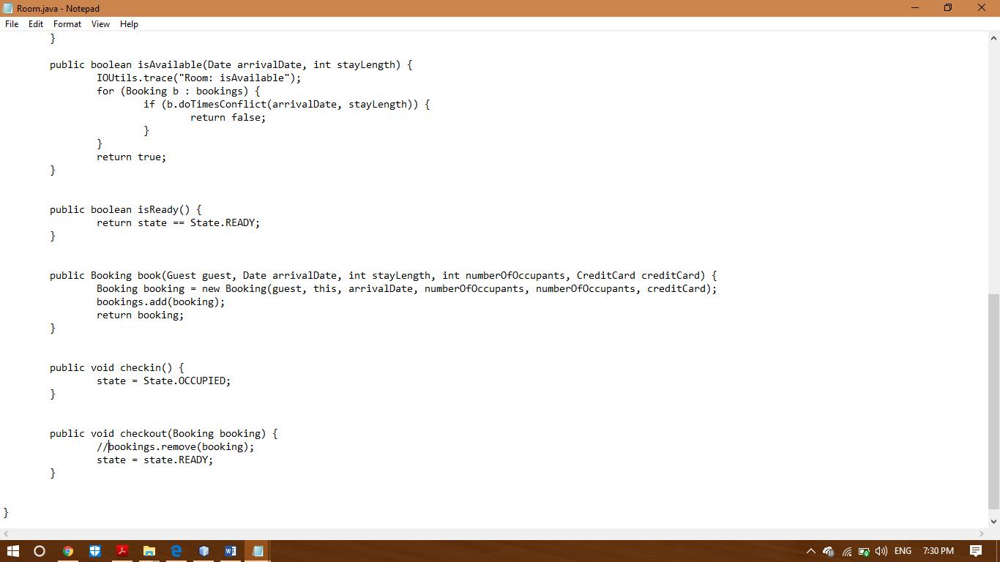 Room.java - Notepad
File Edit Format View Help
}
public boolean isAvailable(Date arrivalDate, int stayLength) {
IOUtils.trace("Room: isAvailable");
for (Booking b : bookings) {
if (b.doTimesConflict(arrivalDate, stayLength)) {
return false;
}
}
return true;
}
public boolean isReady() {
return state == State.READY;
}
public Booking book(Guest guest, Date arrivalDate, int stayLength, int numberOfOccupants, CreditCard creditCard) {
Booking booking = new Booking(guest, this, arrivalDate, numberOfOccupants, numberOfOccupants, creditCard);
bookings.add(booking);
return booking;
}
public void checkin() {
state = State.OCCUPIED;
}
public void checkout(Booking booking) {
//bookings.remove(booking);
state = state.READY;
}
}
ENG 7:30 PM